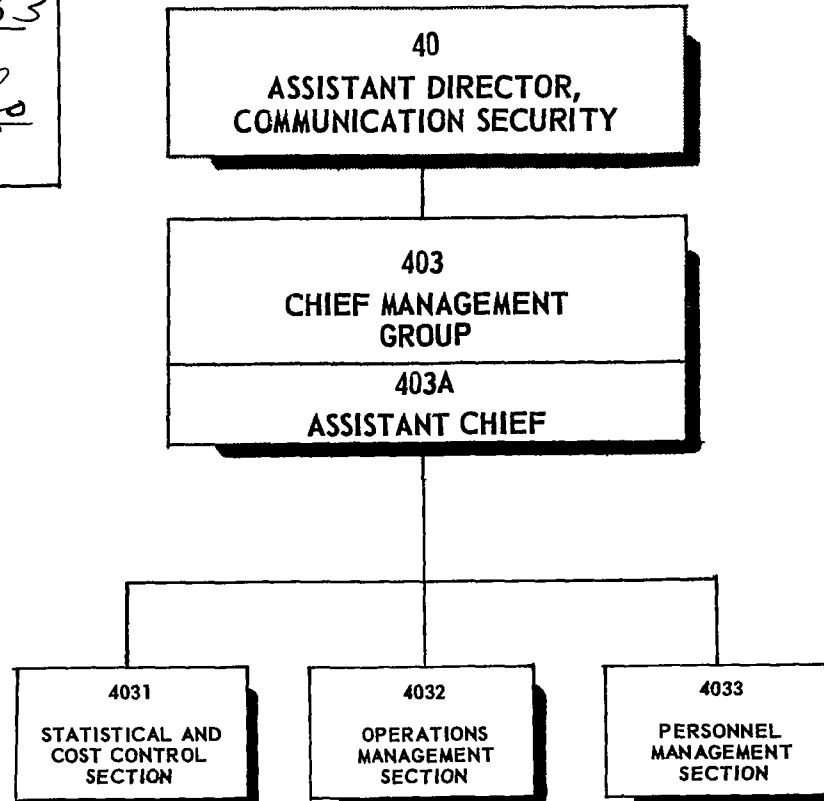 40
ASSISTANT DIRECTOR,
COMMUNICATION SECURITY
403
CHIEF MANAGEMENT
GROUP
403A
ASSISTANT CHIEF
4031
STATISTICAL AND
COST CONTROL
SECTION
4032
OPERATIONS
MANAGEMENT
SECTION
4033
PERSONNEL
MANAGEMENT
SECTION